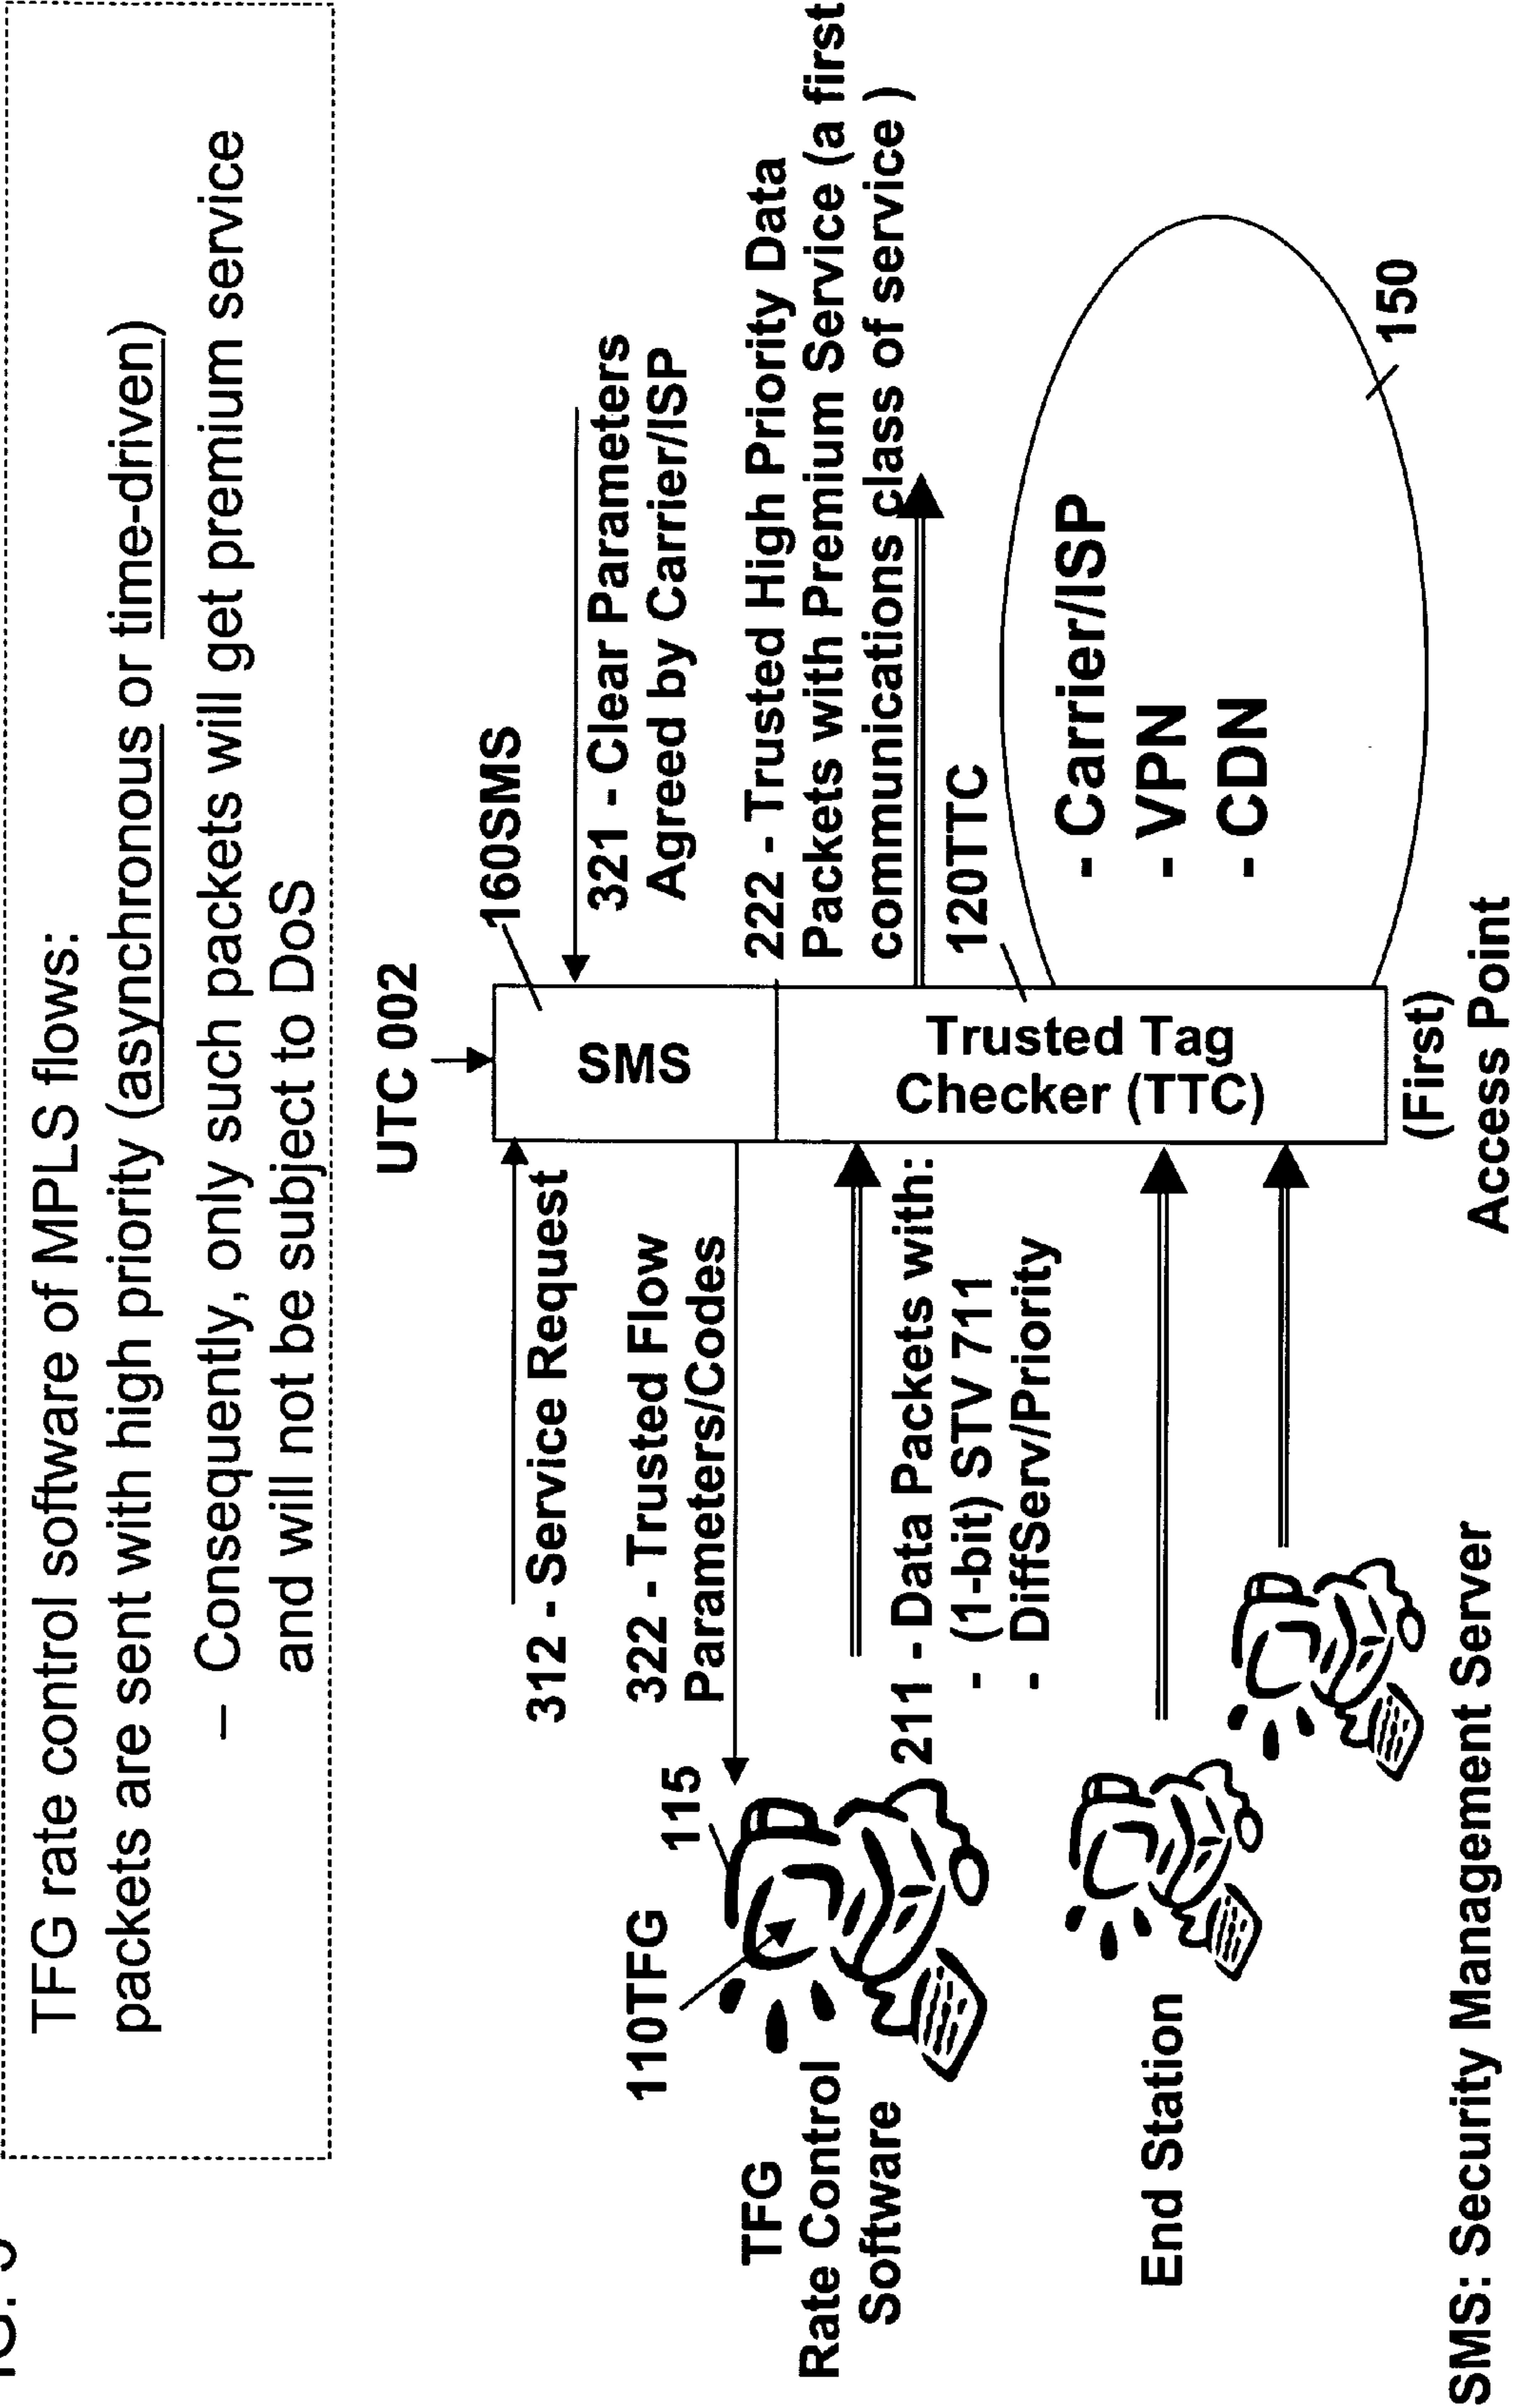 TFG rate control software of MPLS flows:
packets are sent with high priority (asynchronous or time-driven)
– Consequently, only such packets will get premium service
and will not be subject to DoS
UTC 002
160SMS
312 - Service Request
SMS
321 - Clear Parameters
Agreed by Carrier/ISP
322 - Trusted Flow
Parameters/Codes
115
110TFG
222 - Trusted High Priority Data
Packets with Premium Service (a first
communications class of service )
TFG
Rate Control
Software
211 - Data Packets with:
- (1-bit) STV 711
- DiffServ/Priority
120TTC
Trusted Tag
Checker (TTC)
- Carrier/ISP
- VPN
- CDN
150
End Station
(First)
Access Point
SMS: Security Management Server